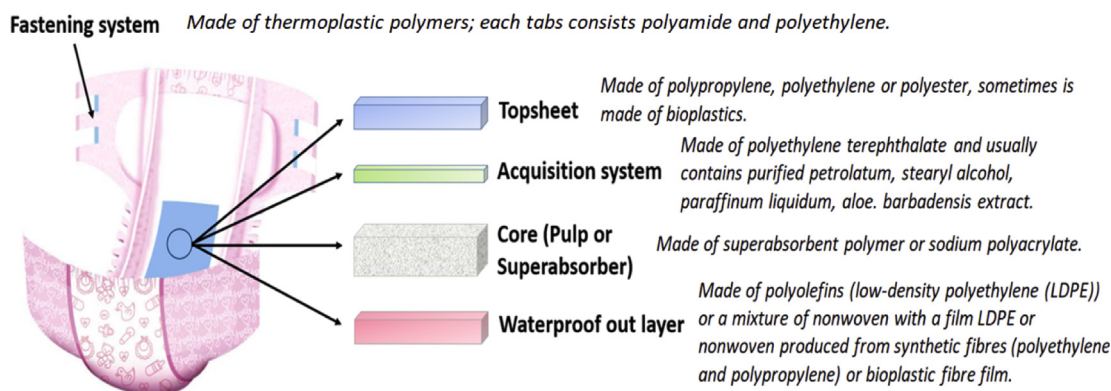 Fastening system
Made of thermoplastic polymers; each tabs consists polyamide and polyethylene.
Topsheet
Made of polypropylene, polyethylene or polyester, sometimes is
made of bioplastics.
Acquisition system
Made of polyethylene terephthalate and usually
contains purified petrolatum, stearyl alcohol,
paraffinum liquidum, aloe. barbadensis extract.
Core (Pulp or
Superabsorber)
Made of superabsorbent polymer or sodium polyacrylate.
Waterproof out layer
Made of polyolefins (low-density polyethylene (LDPE))
or a mixture of nonwoven with a film LDPE or
nonwoven produced from synthetic fibres (polyethylene
and polypropylene) or bioplastic fibre film.